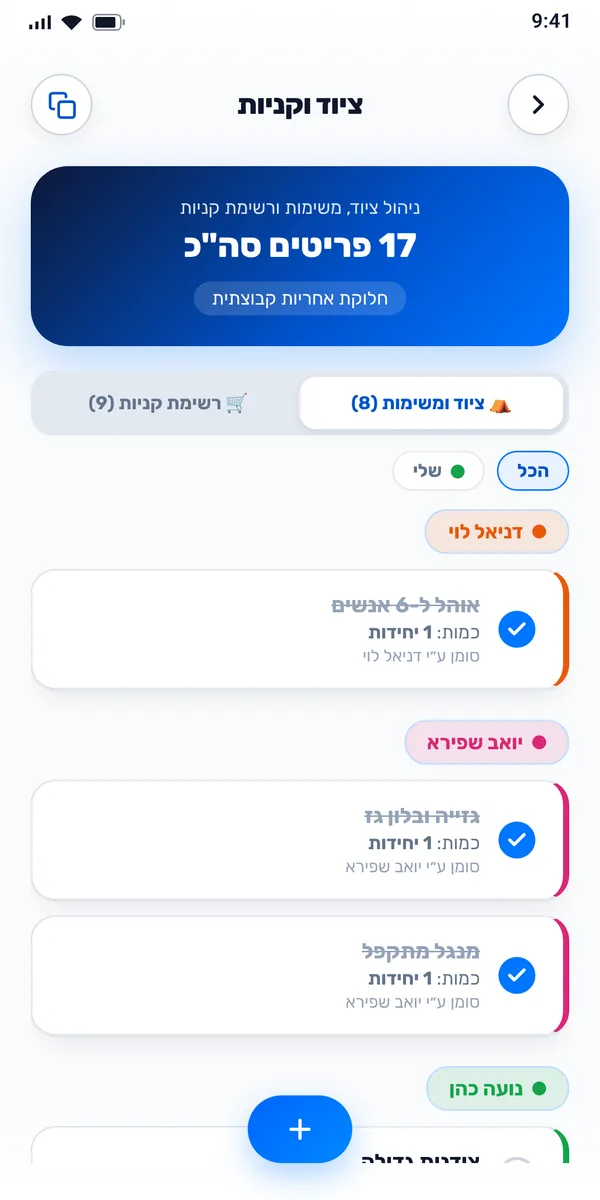 9:41
ציוד וקניות
ניהול ציוד, משימות ורשימת קניות
17 פריטים סה"כ
חלוקת אחריות קבוצתית
ציוד ומשימות (8)
רשימת קניות (9)
הכל
שלי
דניאל לוי
אוהל ל-6 אנשים
כמות: 1 יחידות
סומן ע״י דניאל לוי
יואב שפירא
גזייה ובלון גז
כמות: 1 יחידות
סומן ע״י יואב שפירא
מנגל מתקפל
כמות: 1 יחידות
סומן ע״י יואב שפירא
נועה כהן
צידנית גדולה